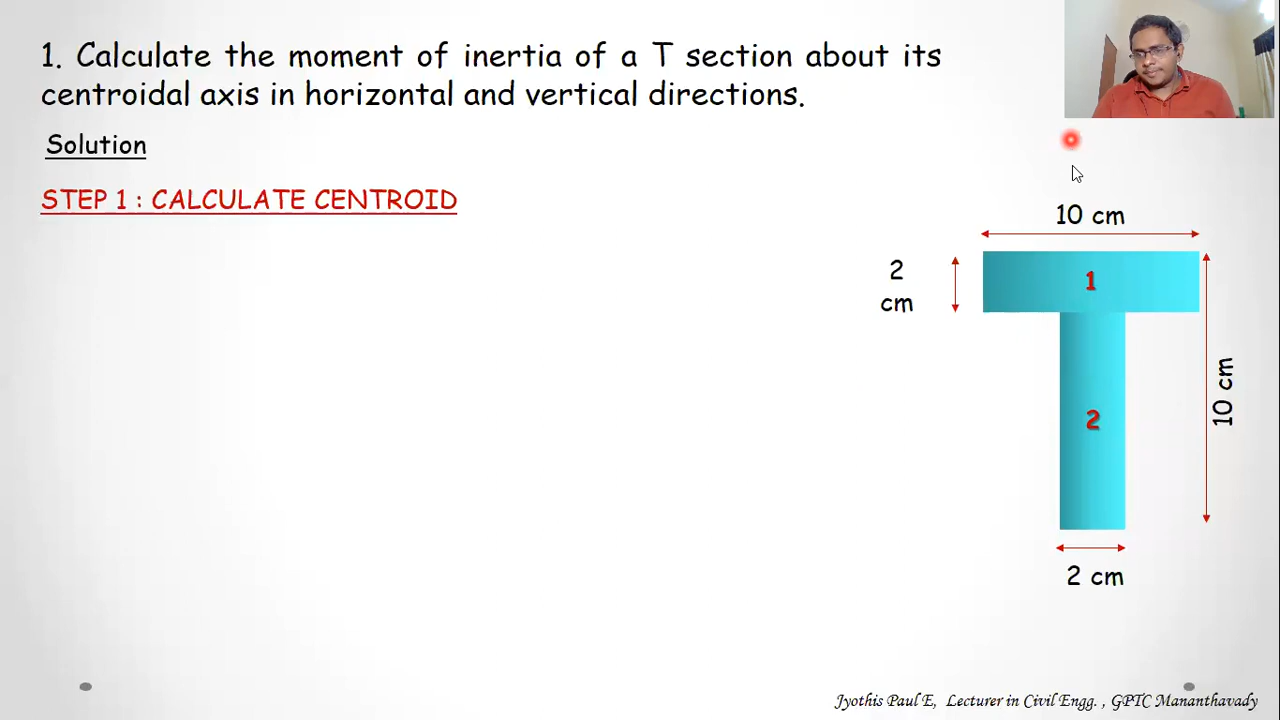 1. Calculate the moment of inertia of a T section about its
centroidal axis in horizontal and vertical directions.
Solution
STEP 1 : CALCULATE CENTROID
10 cm
2
cm
1
10 cm
2
2 cm
Jyothis Paul E, Lecturer in Civil Engg. , GPTC Mananthavady